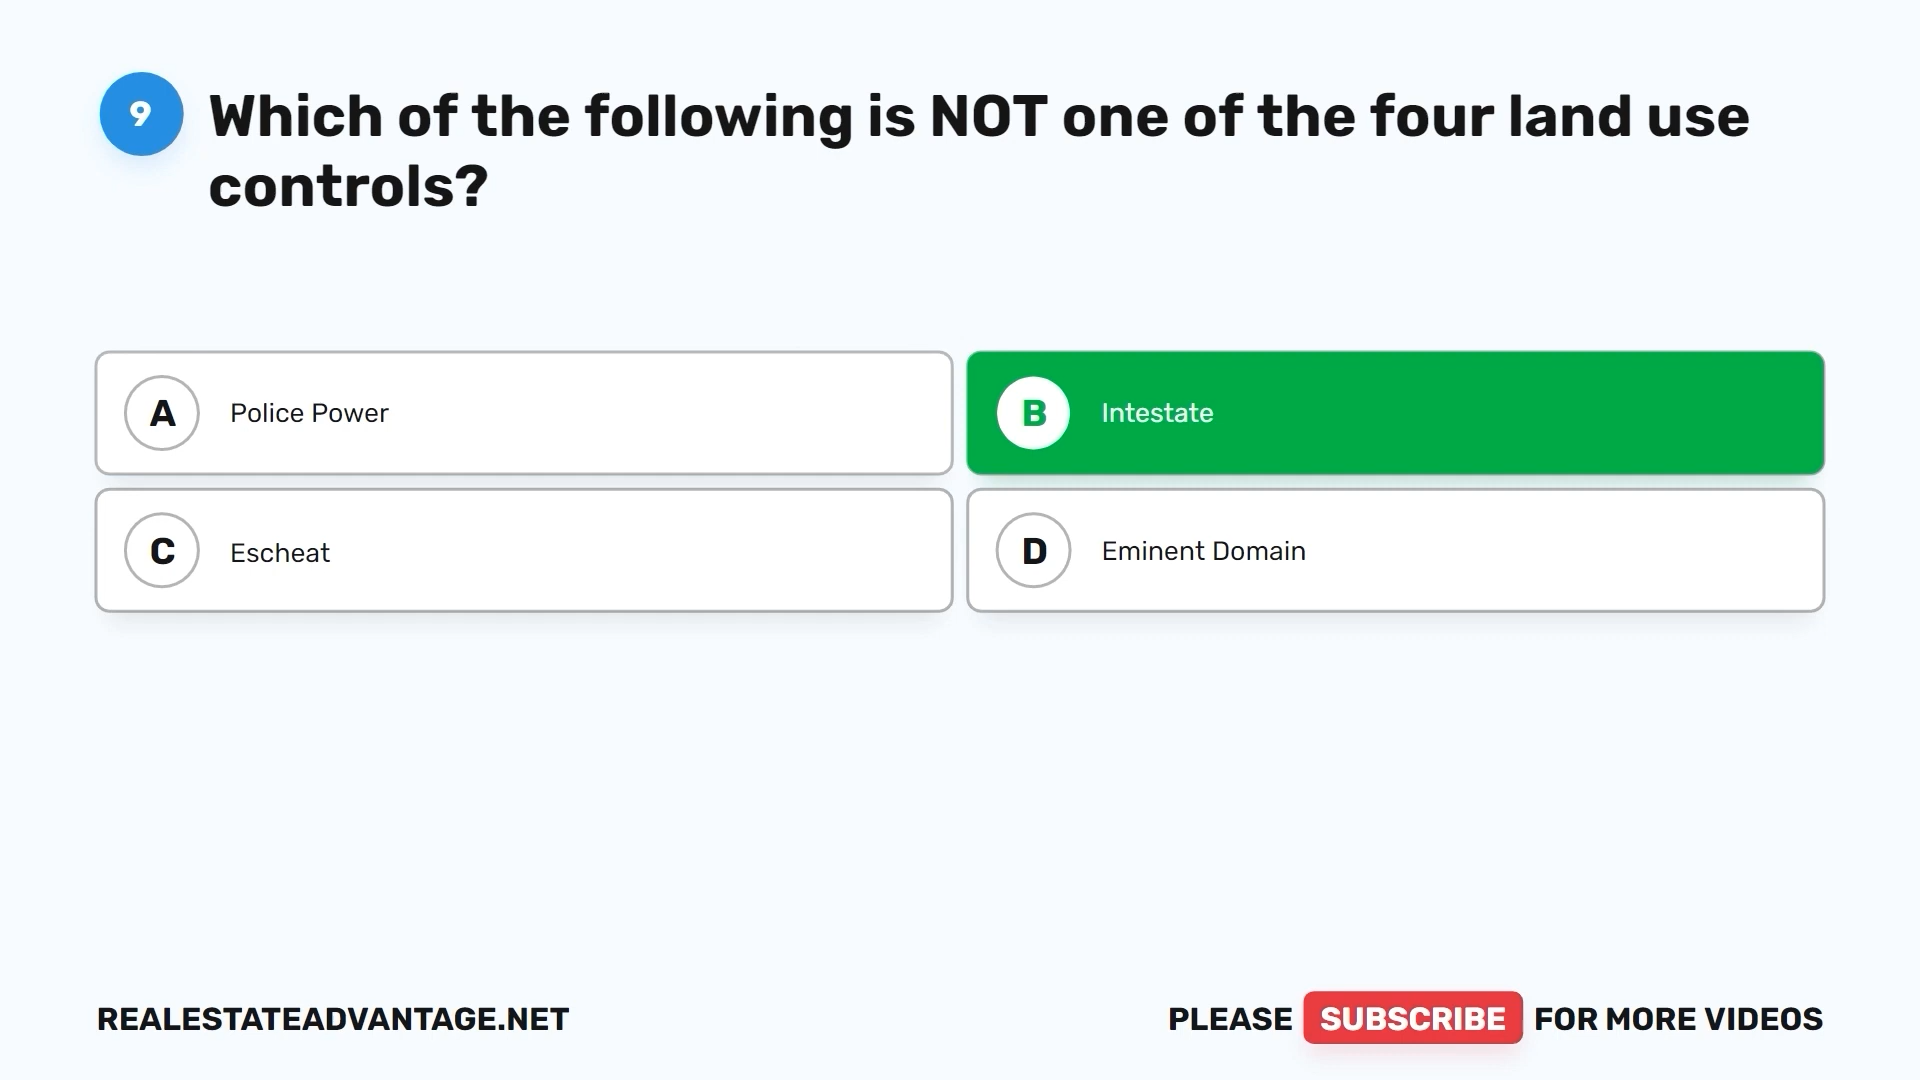 9
Which of the following is NOT one of the four land use
controls?
A Police Power
B Intestate
C Escheat
D Eminent Domain
REALESTATEADVANTAGE.NET
PLEASE SUBSCRIBE FOR MORE VIDEOS